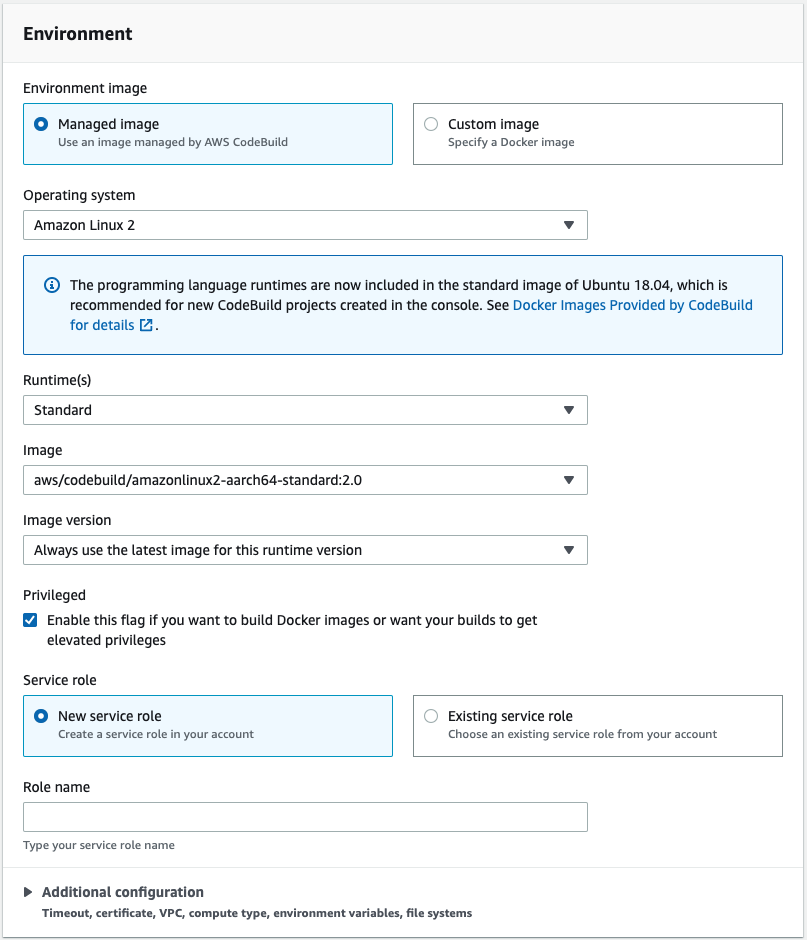 Environment
Environment image
Managed image
Use an image managed by AWS CodeBuild
Custom image
Specify a Docker image
Operating system
Amazon Linux 2
The programming language runtimes are now included in the standard image of Ubuntu 18.04, which is
recommended for new CodeBuild projects created in the console. See Docker Images Provided by CodeBuild
for details .
Runtime(s)
Standard
Image
aws/codebuild/amazonlinux2-aarch64-standard:2.0
Image version
Always use the latest image for this runtime version
Privileged
Enable this flag if you want to build Docker images or want your builds to get
elevated privileges
Service role
New service role
Create a service role in your account
Existing service role
Choose an existing service role from your account
Role name
Type your service role name
Additional configuration
Timeout, certificate, VPC, compute type, environment variables, file systems